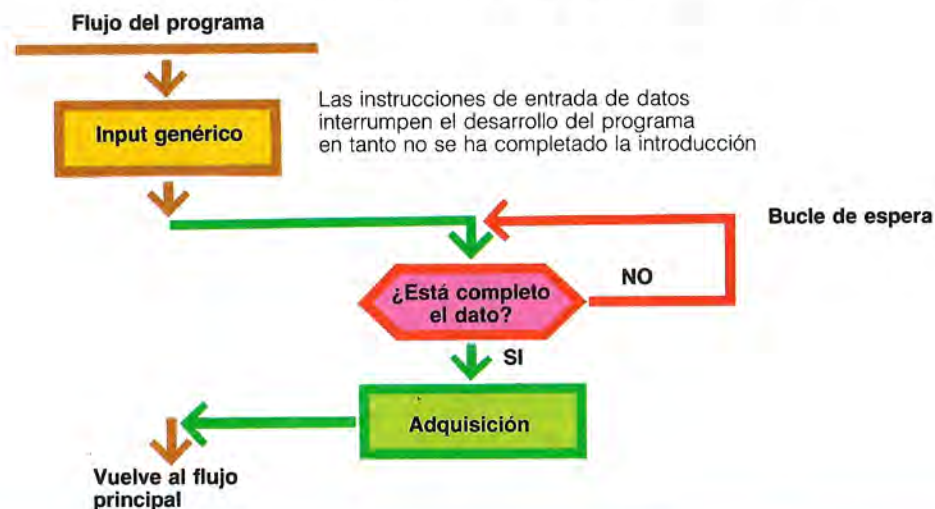 Flujo del programa
Input genérico
Las instrucciones de entrada de datos
interrumpen el desarrollo del programa
en tanto no se ha completado la introducción
Bucle de espera
¿Está completo
el dato?
NO
SI
Adquisición
Vuelve al flujo
principal